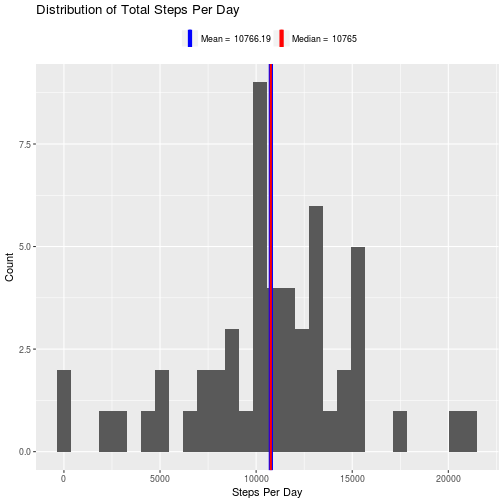 Distribution of Total Steps Per Day
Mean = 10766.19 Median = 10765
7.5
5.0
2.5
0.0
Count
0 5000 10000 15000 20000
Steps Per Day